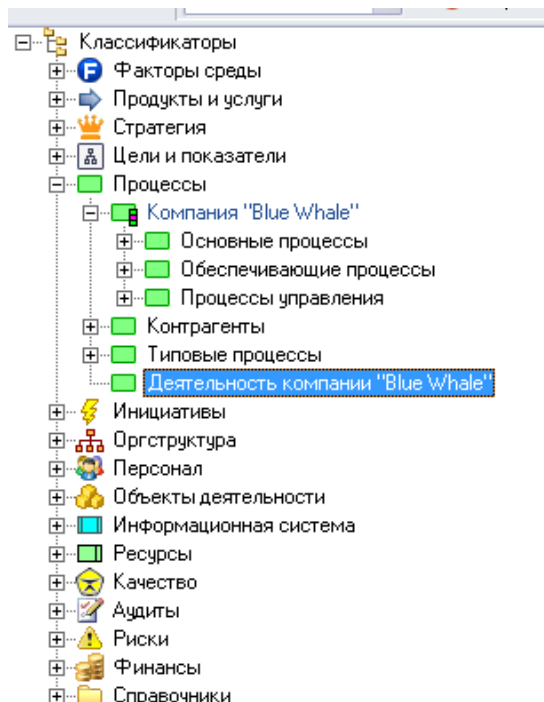 Классификаторы
Факторы среды
Продукты и услуги
Стратегия
Цели и показатели
Процессы
Компания "Blue Whale"
Основные процессы
Обеспечивающие процессы
Процессы управления
Контрагенты
Типовые процессы
Деятельность компании "Blue Whale"
Инициативы
Оргструктура
Персонал
Объекты деятельности
Информационная система
Ресурсы
Качество
Аудиты
Риски
Финансы
Справочники